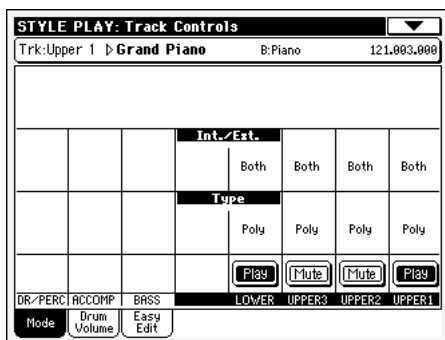 STYLE PLAY: Track Controls
Trk:Upper 1 Grand Piano B:Piano 121.003.000
Int./Ext.
Both Both Both Both
Type
Poly Poly Poly Poly
Play Mute Mute Play
DR/PERC ACCOMP BASS LOWER UPPER3 UPPER2 UPPER1
Mode Drum Volume Easy Edit